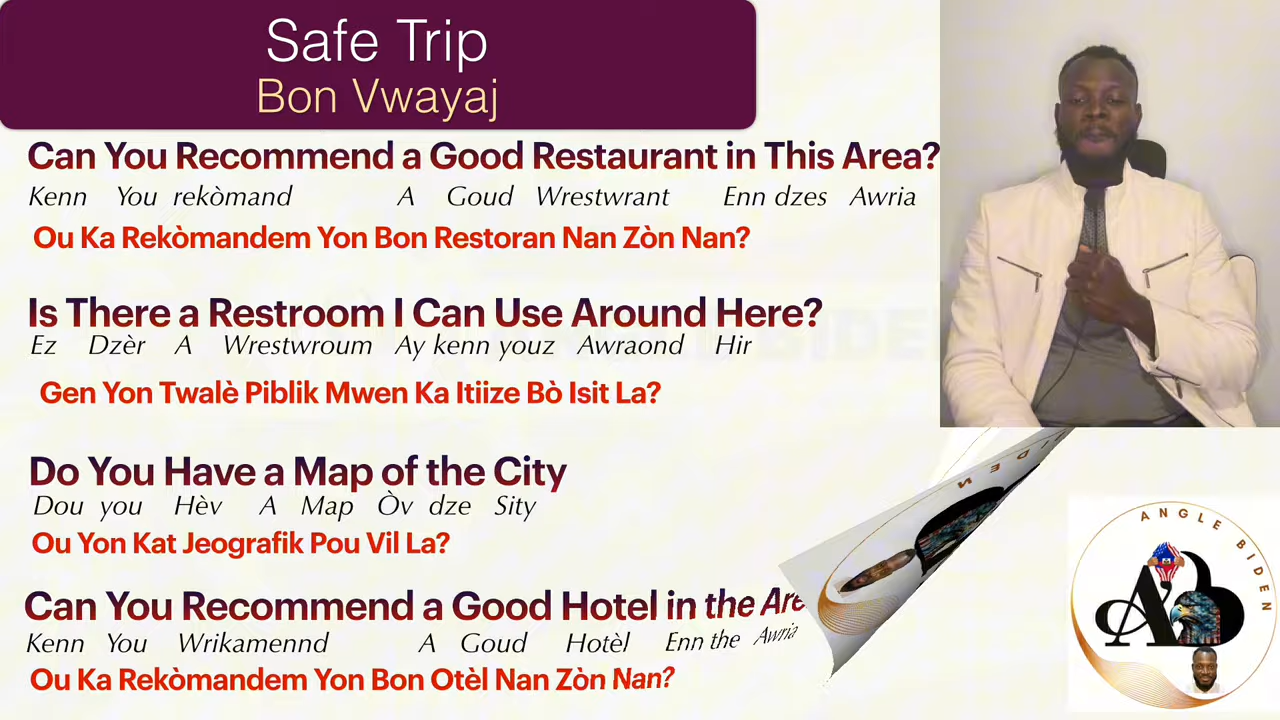 Safe Trip
Bon Vwayaj
Can You Recommend a Good Restaurant in This Area?
Kenn You rekòmand A Goud Wrestwrant Enn dzes Awria
Ou Ka Rekòmandem Yon Bon Restoran Nan Zòn Nan?
Is There a Restroom I Can Use Around Here?
Ez Dzèr A Wrestwroum Ay kenn youz Awraond Hir
Gen Yon Twalè Piblik Mwen Ka Itiize Bò Isit La?
Do You Have a Map of the City
Dou you Hèv A Map Òv dze Sity
Ou Yon Kat Jeografik Pou Vil La?
Can You Recommend a Good Hotel in the Are
Kenn You Wrikamennd A Goud Hotèl Enn the Awria
Ou Ka Rekòmandem Yon Bon Otèl Nan Zòn Nan?
ANGLE BIDEN
AB